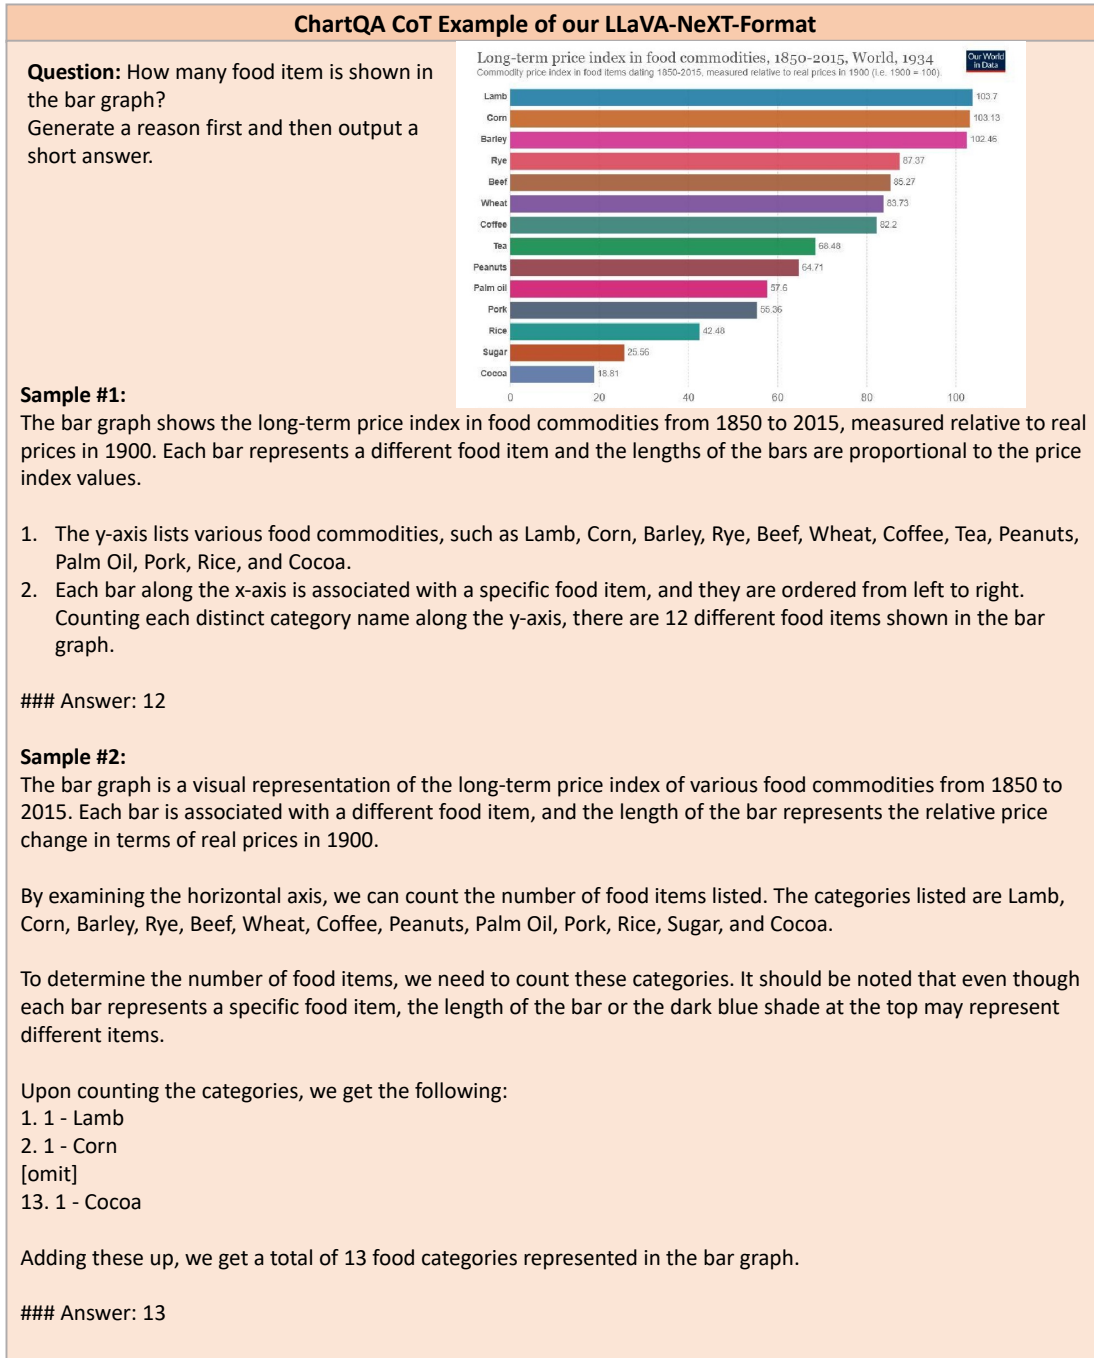 ChartQA CoT Example of our LLaVA-NeXT-Format
Question: How many food item is shown in
the bar graph?
Generate a reason first and then output a
short answer.
Long-term price index in food commodities, 1850-2015, World, 1934
Commodity price index in food items dating 1850-2015, measured relative to real prices in 1900 (i.e. 1900 = 100).
Our World
in Data
Lamb 103.7
Corn 103.13
Barley 102.46
Rye 87.37
Beef 85.27
Wheat 83.73
Coffee 82.2
Tea 68.48
Peanuts 64.71
Palm oil 57.6
Pork 55.36
Rice 42.48
Sugar 25.56
Cocoa 18.81
0 20 40 60 80 100
Sample #1:
The bar graph shows the long-term price index in food commodities from 1850 to 2015, measured relative to real
prices in 1900. Each bar represents a different food item and the lengths of the bars are proportional to the price
index values.
1. The y-axis lists various food commodities, such as Lamb, Corn, Barley, Rye, Beef, Wheat, Coffee, Tea, Peanuts,
Palm Oil, Pork, Rice, and Cocoa.
2. Each bar along the x-axis is associated with a specific food item, and they are ordered from left to right.
Counting each distinct category name along the y-axis, there are 12 different food items shown in the bar
graph.
### Answer: 12
Sample #2:
The bar graph is a visual representation of the long-term price index of various food commodities from 1850 to
2015. Each bar is associated with a different food item, and the length of the bar represents the relative price
change in terms of real prices in 1900.
By examining the horizontal axis, we can count the number of food items listed. The categories listed are Lamb,
Corn, Barley, Rye, Beef, Wheat, Coffee, Peanuts, Palm Oil, Pork, Rice, Sugar, and Cocoa.
To determine the number of food items, we need to count these categories. It should be noted that even though
each bar represents a specific food item, the length of the bar or the dark blue shade at the top may represent
different items.
Upon counting the categories, we get the following:
1. 1 - Lamb
2. 1 - Corn
[omit]
13. 1 - Cocoa
Adding these up, we get a total of 13 food categories represented in the bar graph.
### Answer: 13